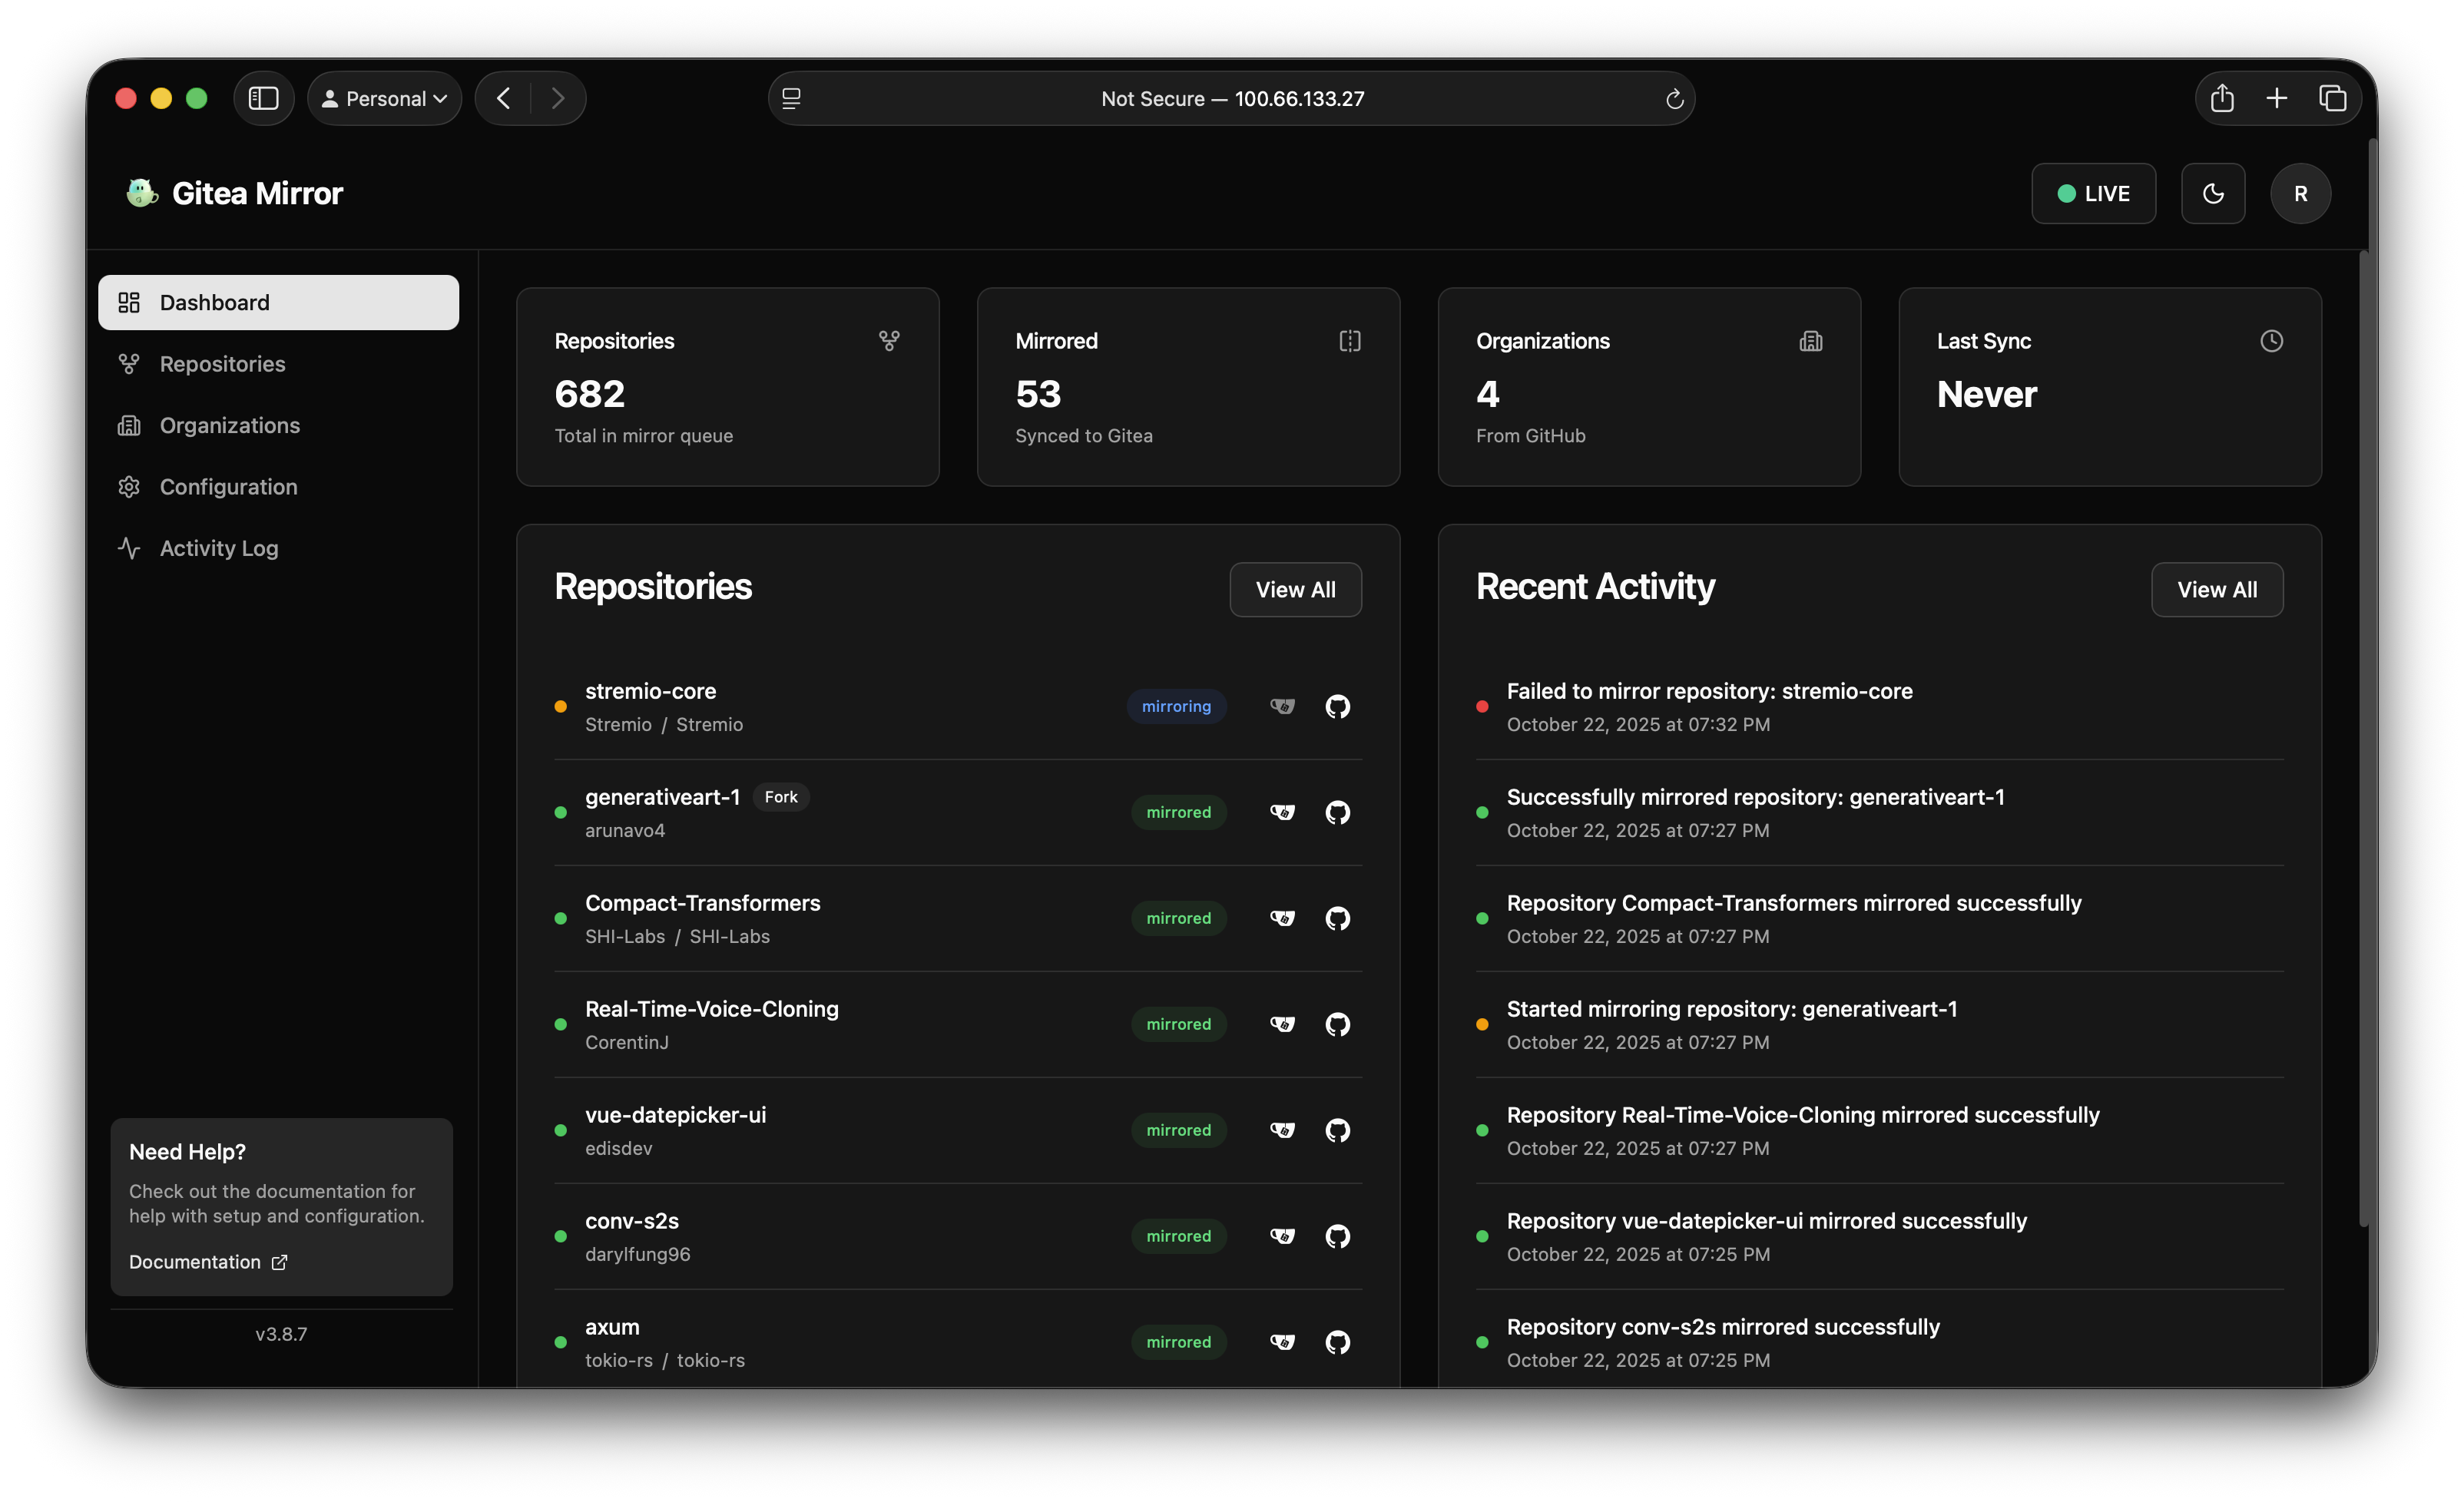 Personal
Not Secure — 100.66.133.27
Gitea Mirror
LIVE
R
Dashboard
Repositories
Organizations
Configuration
Activity Log
Need Help?
Check out the documentation for
help with setup and configuration.
Documentation
v3.8.7
Repositories
682
Total in mirror queue
Mirrored
53
Synced to Gitea
Organizations
4
From GitHub
Last Sync
Never
Repositories
View All
stremio-core
Stremio / Stremio
mirroring
generativeart-1 Fork
arunavo4
mirrored
Compact-Transformers
SHI-Labs / SHI-Labs
mirrored
Real-Time-Voice-Cloning
CorentinJ
mirrored
vue-datepicker-ui
edisdev
mirrored
conv-s2s
darylfung96
mirrored
axum
tokio-rs / tokio-rs
mirrored
Recent Activity
View All
Failed to mirror repository: stremio-core
October 22, 2025 at 07:32 PM
Successfully mirrored repository: generativeart-1
October 22, 2025 at 07:27 PM
Repository Compact-Transformers mirrored successfully
October 22, 2025 at 07:27 PM
Started mirroring repository: generativeart-1
October 22, 2025 at 07:27 PM
Repository Real-Time-Voice-Cloning mirrored successfully
October 22, 2025 at 07:27 PM
Repository vue-datepicker-ui mirrored successfully
October 22, 2025 at 07:25 PM
Repository conv-s2s mirrored successfully
October 22, 2025 at 07:25 PM